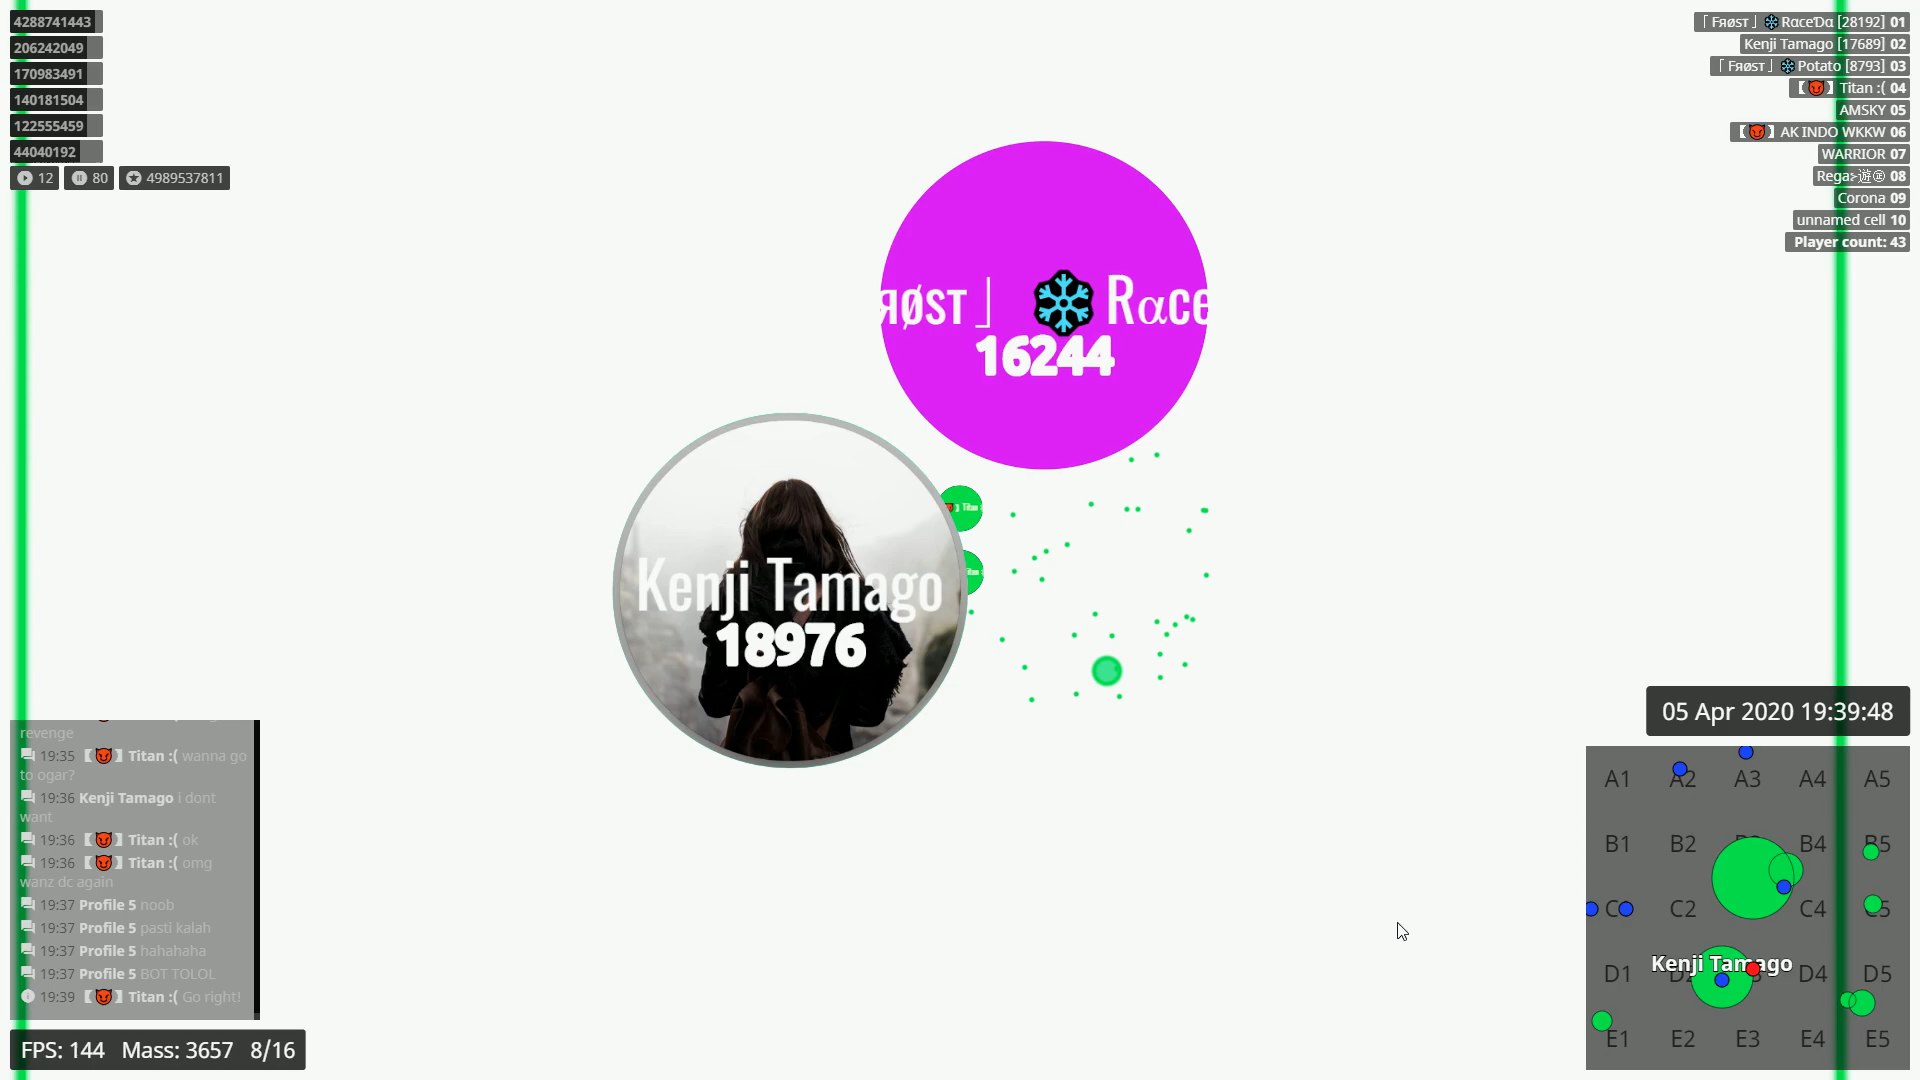 4288741443
206242049
170983491
140181504
122555459
44040192
12 80 4989537811
「Fяøsт」❄RαceƊα [28192] 01
Kenji Tamago [17689] 02
「Fяøsт」❄Potato [8793] 03
【😈】 Titan :( 04
AMSKY 05
【😈】 AK INDO WKKW 06
WARRIOR 07
08
Corona 09
unnamed cell 10
Player count: 43
яøsт」 ❄Rαce
16244
Kenji Tamago
18976
revenge
19:35 【😈】 Titan :( wanna go
to ogar?
19:36 Kenji Tamago i dont
want
19:36 【😈】 Titan :( ok
19:36 【😈】 Titan :( omg
wanz dc again
19:37 Profile 5 noob
19:37 Profile 5 pasti kalah
19:37 Profile 5 hahahaha
19:37 Profile 5 BOT TOLOL
19:39 【😈】 Titan :( Go right!
FPS: 144 Mass: 3657 8/16
05 Apr 2020 19:39:48
A1 A2 A3 A4 A5
B1 B2 B4 B5
C2 C4 C5
Kenji Tamago
D1 D4 D5
E1 E2 E3 E4 E5